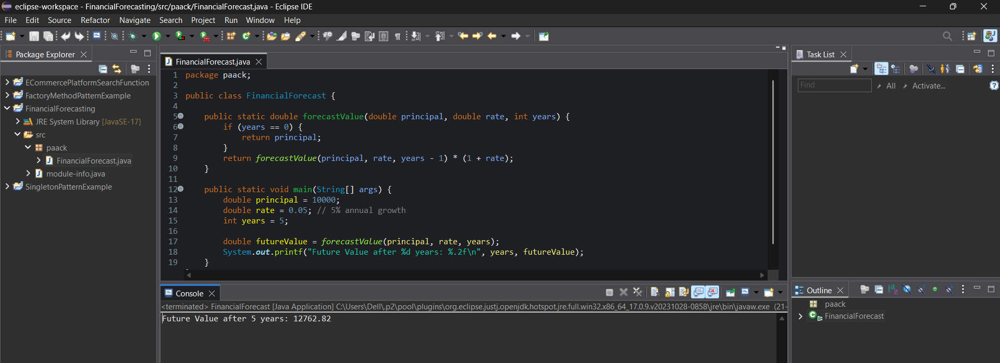 eclipse-workspace - FinancialForecasting/src/paack/FinancialForecast.java - Eclipse IDE
File Edit Source Refactor Navigate Search Project Run Window Help
Package Explorer
ECommercePlatformSearchFunction
FactoryMethodPatternExample
FinancialForecasting
JRE System Library [JavaSE-17]
src
paack
FinancialForecast.java
module-info.java
SingletonPatternExample
FinancialForecast.java
1 package paack;
2
3 public class FinancialForecast {
4
5 public static double forecastValue(double principal, double rate, int years) {
6 if (years == 0) {
7 return principal;
8 }
9 return forecastValue(principal, rate, years - 1) * (1 + rate);
10 }
11
12 public static void main(String[] args) {
13 double principal = 10000;
14 double rate = 0.05; // 5% annual growth
15 int years = 5;
16
17 double futureValue = forecastValue(principal, rate, years);
18 System.out.printf("Future Value after %d years: %.2f\n", years, futureValue);
19 }
Console
<terminated> FinancialForecast [Java Application] C:\Users\Dell\.p2\pool\plugins\org.eclipse.justj.openjdk.hotspot.jre.full.win32.x86_64_17.0.9.v20231028-0858\jre\bin\javaw.exe (21-
Future Value after 5 years: 12762.82
Task List
Find All Activate...
Outline
paack
FinancialForecast